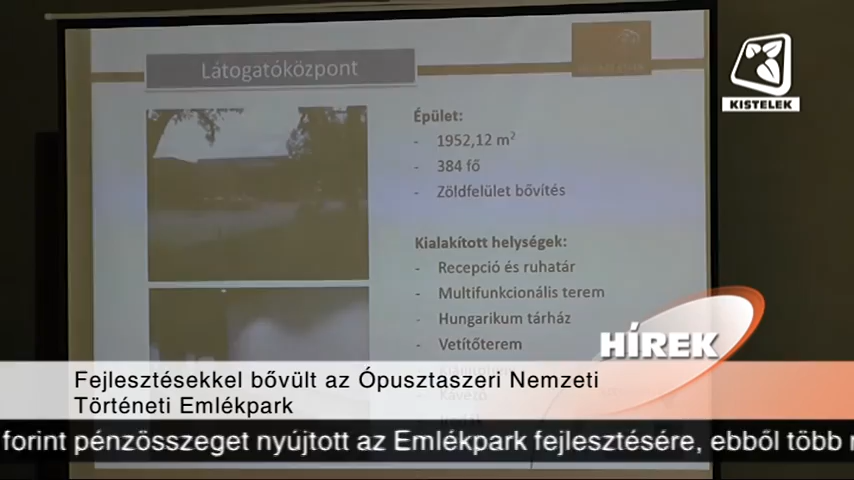 Látogatóközpont
KISTELEK
Épület:
- 1952,12 m²
- 384 fő
- Zöldfelület bővítés
Kialakított helységek:
- Recepció és ruhatár
- Multifunkcionális terem
- Hungarikum tárház
- Vetítőterem
HÍREK
Fejlesztésekkel bővült az Ópusztaszeri Nemzeti
Történeti Emlékpark
forint pénzösszeget nyújtott az Emlékpark fejlesztésére, ebből több